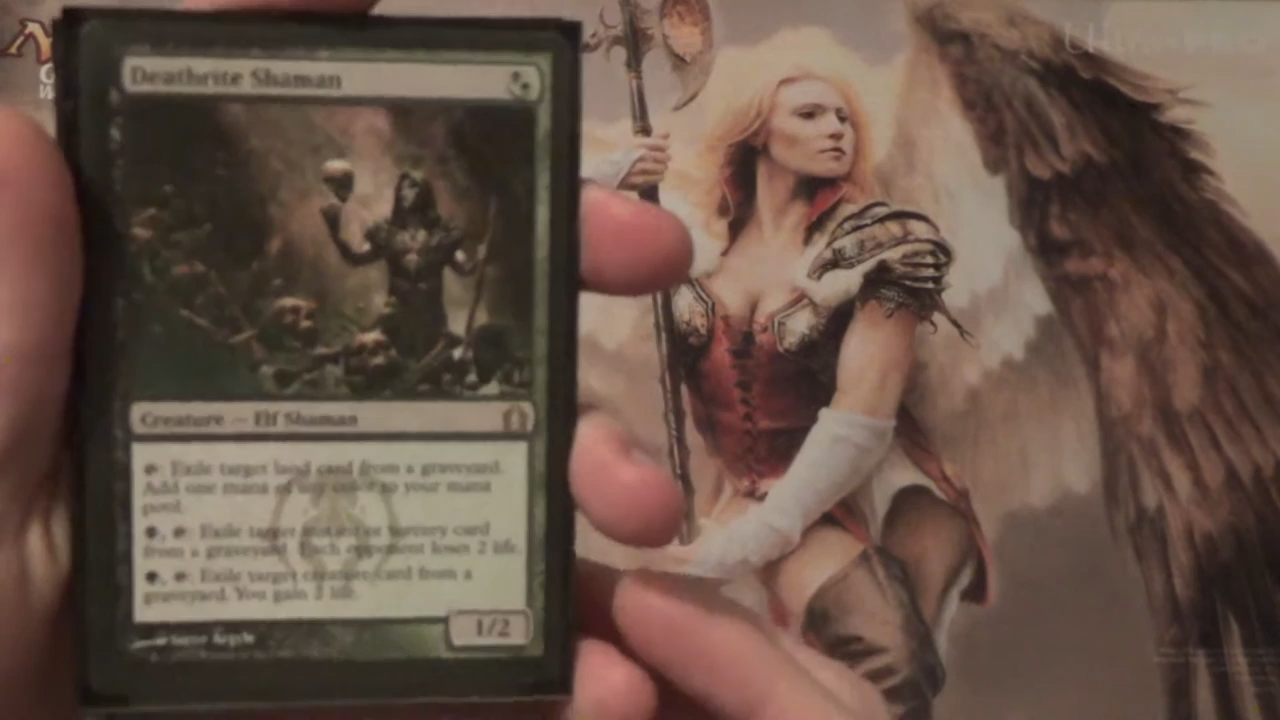 Deathrite Shaman
Creature — Elf Shaman
: Exile target land card from a graveyard.
Add one mana of any color to your mana
pool.
, : Exile target instant or sorcery card
from a graveyard. Each opponent loses 2 life.
, : Exile target creature card from a
graveyard. You gain 2 life.
Steve Argyle
1/2